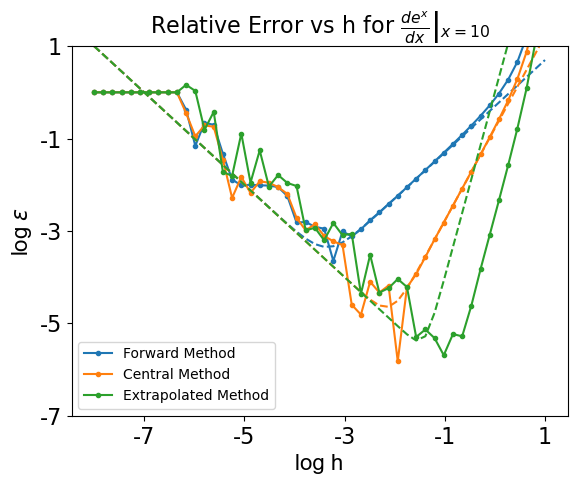 Relative Error vs h for $\frac{de^x}{dx}|_{x=10}$
log ε
1
-1
-3
-5
-7
Forward Method
Central Method
Extrapolated Method
-7 -5 -3 -1 1
log h